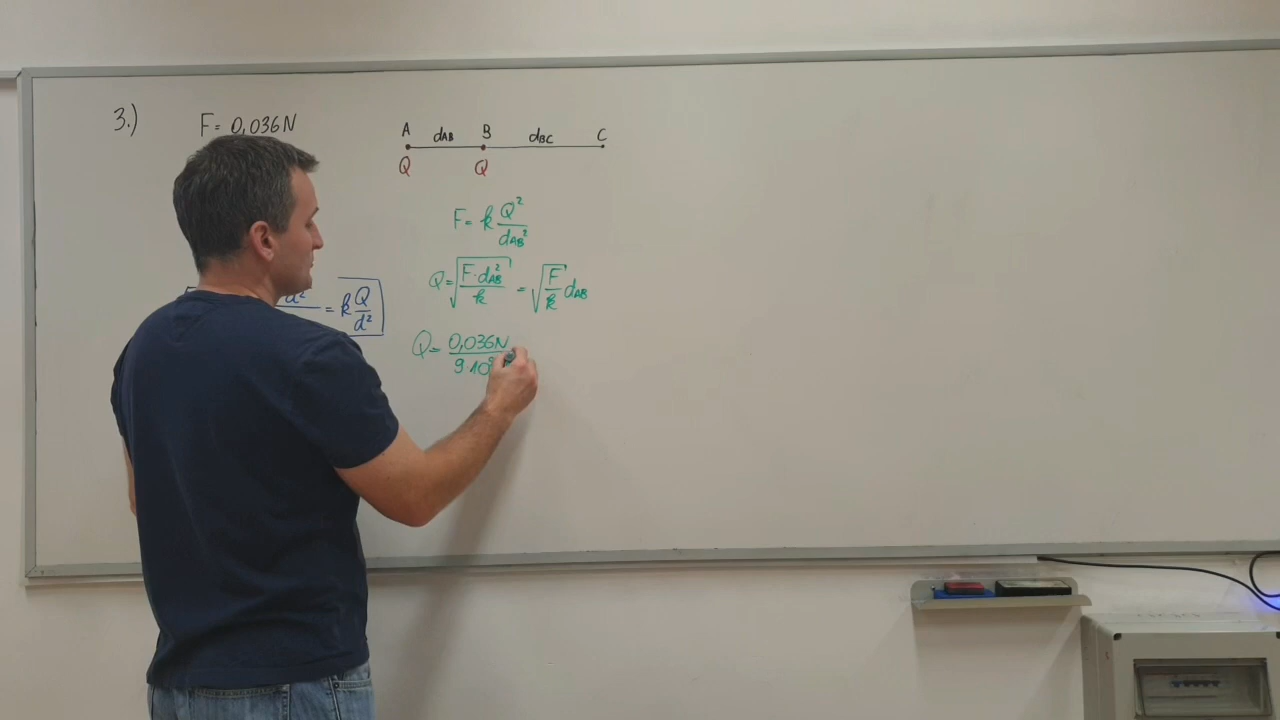 3.) F = 0,036N
A dAB B dBC C
Q Q
F = k Q²/dAB²
Q = √(F·dAB²/k) = √(F/k) dAB
d² = k Q/d²
Q = 0,036N/9·10⁹